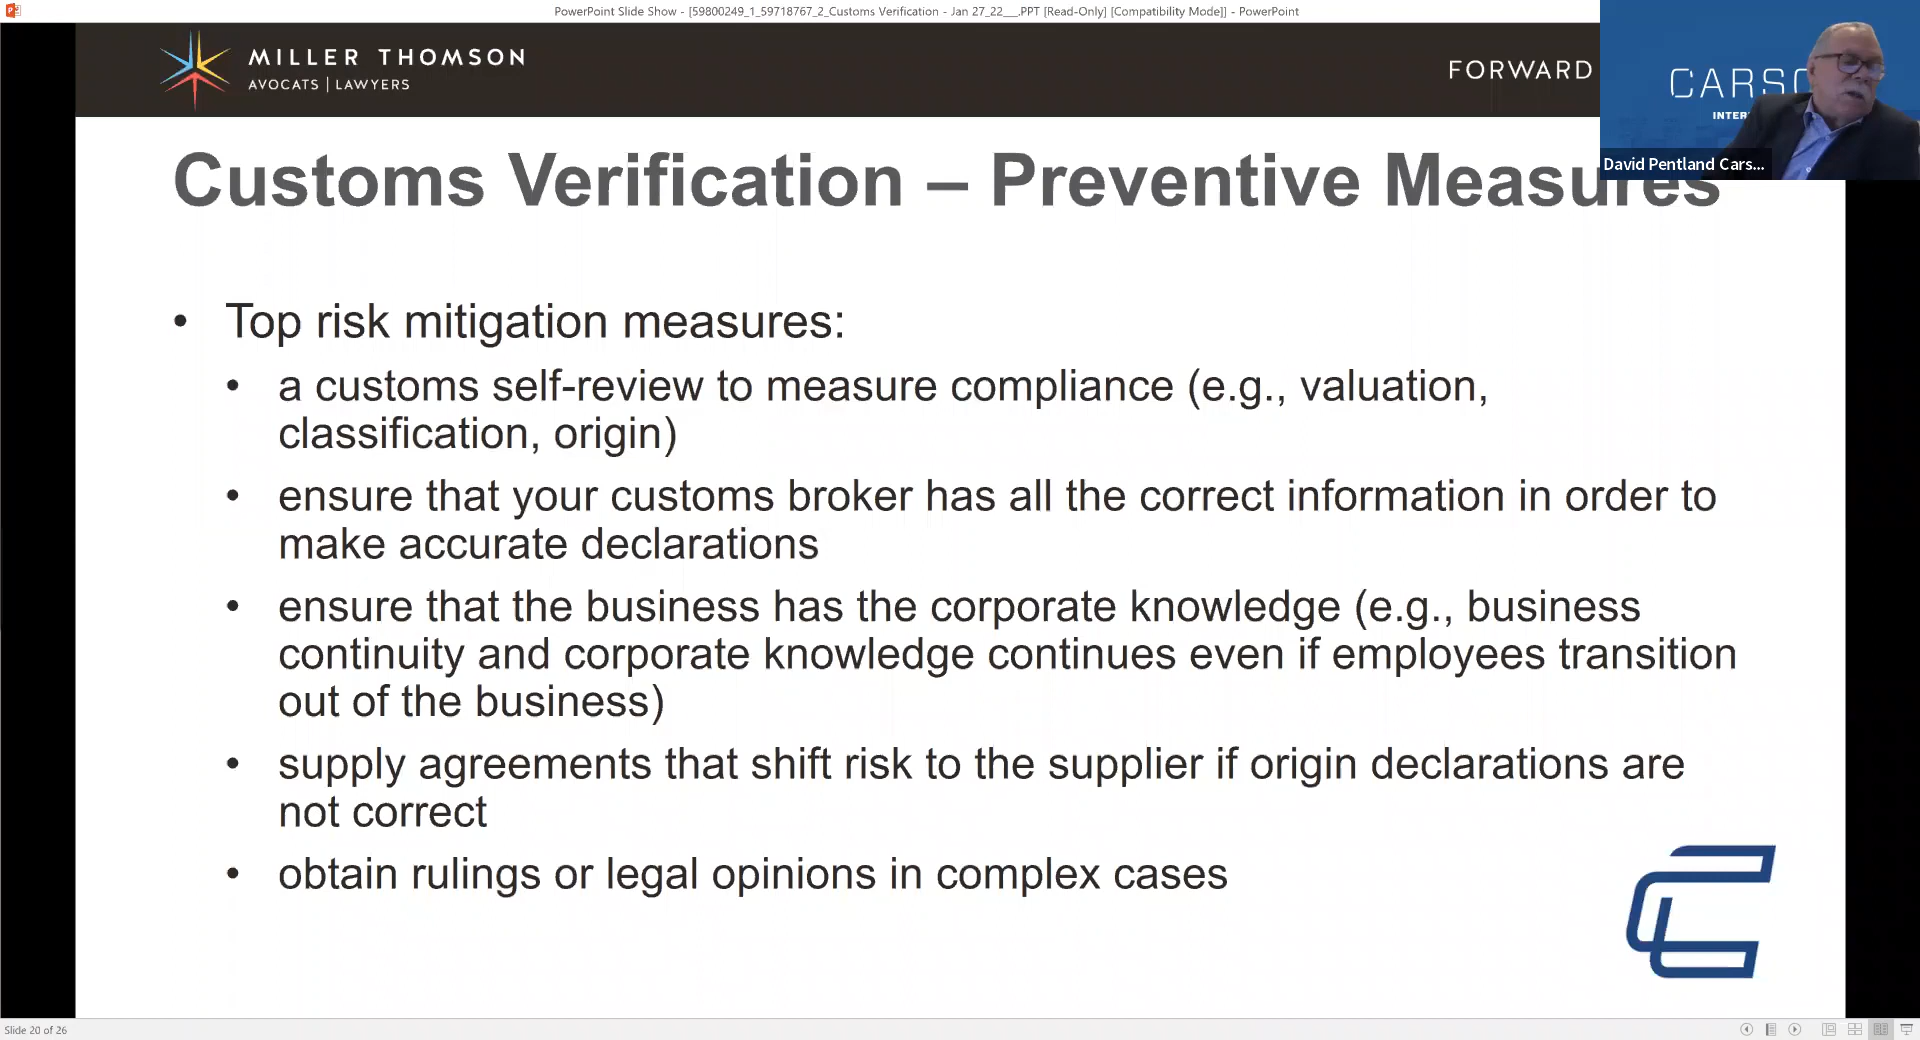 PowerPoint Slide Show - [59800249_1_59718767_2_Customs Verification - Jan 27_22___.PPT [Read-Only] [Compatibility Mode]] - PowerPoint
MILLER THOMSON
AVOCATS | LAWYERS
FORWARD
CARSO
INTER
David Pentland Cars...
Customs Verification – Preventive Measures
• Top risk mitigation measures:
• a customs self-review to measure compliance (e.g., valuation,
classification, origin)
• ensure that your customs broker has all the correct information in order to
make accurate declarations
• ensure that the business has the corporate knowledge (e.g., business
continuity and corporate knowledge continues even if employees transition
out of the business)
• supply agreements that shift risk to the supplier if origin declarations are
not correct
• obtain rulings or legal opinions in complex cases
Slide 20 of 26